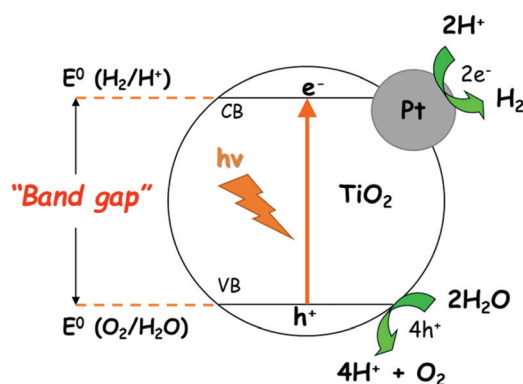 2H⁺
E⁰ (H₂/H⁺)
e⁻
2e⁻
H₂
CB
Pt
hν
"Band gap"
TiO₂
VB
h⁺
2H₂O
E⁰ (O₂/H₂O)
4h⁺
4H⁺ + O₂